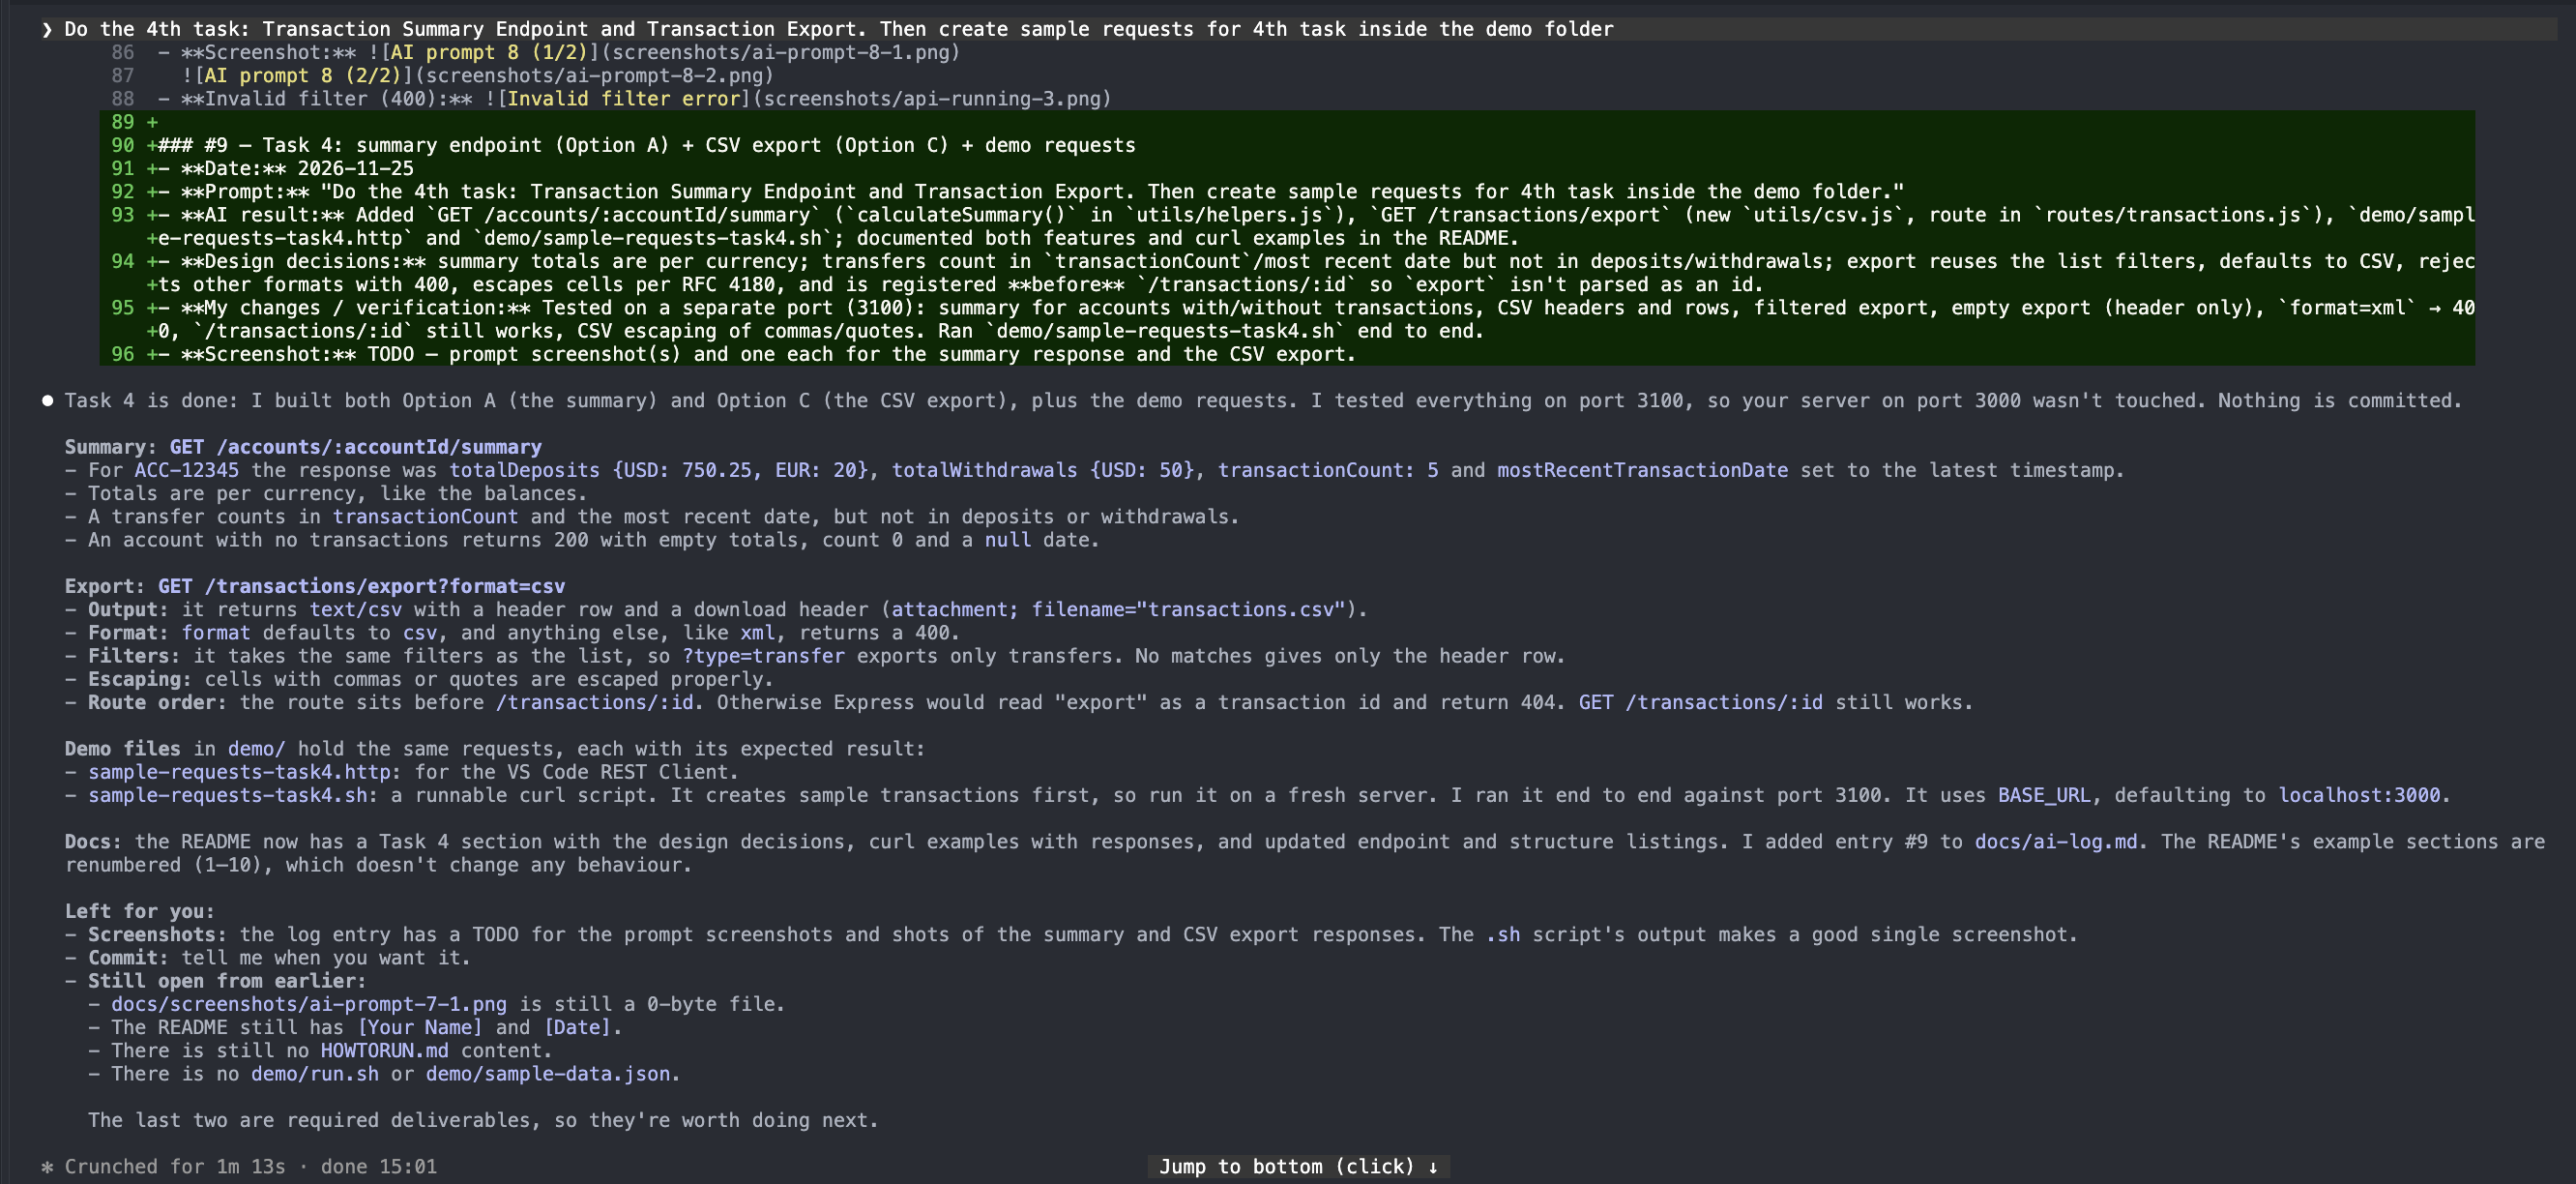 ❯ Do the 4th task: Transaction Summary Endpoint and Transaction Export. Then create sample requests for 4th task inside the demo folder
86  - **Screenshot:** ![AI prompt 8 (1/2)](screenshots/ai-prompt-8-1.png)
87    ![AI prompt 8 (2/2)](screenshots/ai-prompt-8-2.png)
88  - **Invalid filter (400):** ![Invalid filter error](screenshots/api-running-3.png)
89 +
90 +### #9 — Task 4: summary endpoint (Option A) + CSV export (Option C) + demo requests
91 +- **Date:** 2026-11-25
92 +- **Prompt:** "Do the 4th task: Transaction Summary Endpoint and Transaction Export. Then create sample requests for 4th task inside the demo folder."
93 +- **AI result:** Added `GET /accounts/:accountId/summary` (`calculateSummary()` in `utils/helpers.js`), `GET /transactions/export` (new `utils/csv.js`, route in `routes/transactions.js`), `demo/sampl
+e-requests-task4.http` and `demo/sample-requests-task4.sh`; documented both features and curl examples in the README.
94 +- **Design decisions:** summary totals are per currency; transfers count in `transactionCount`/most recent date but not in deposits/withdrawals; export reuses the list filters, defaults to CSV, rejec
+ts other formats with 400, escapes cells per RFC 4180, and is registered **before** `/transactions/:id` so `export` isn't parsed as an id.
95 +- **My changes / verification:** Tested on a separate port (3100): summary for accounts with/without transactions, CSV headers and rows, filtered export, empty export (header only), `format=xml` → 40
+0, `/transactions/:id` still works, CSV escaping of commas/quotes. Ran `demo/sample-requests-task4.sh` end to end.
96 +- **Screenshot:** TODO — prompt screenshot(s) and one each for the summary response and the CSV export.
● Task 4 is done: I built both Option A (the summary) and Option C (the CSV export), plus the demo requests. I tested everything on port 3100, so your server on port 3000 wasn't touched. Nothing is committed.
Summary: GET /accounts/:accountId/summary
- For ACC-12345 the response was totalDeposits {USD: 750.25, EUR: 20}, totalWithdrawals {USD: 50}, transactionCount: 5 and mostRecentTransactionDate set to the latest timestamp.
- Totals are per currency, like the balances.
- A transfer counts in transactionCount and the most recent date, but not in deposits or withdrawals.
- An account with no transactions returns 200 with empty totals, count 0 and a null date.
Export: GET /transactions/export?format=csv
- Output: it returns text/csv with a header row and a download header (attachment; filename="transactions.csv").
- Format: format defaults to csv, and anything else, like xml, returns a 400.
- Filters: it takes the same filters as the list, so ?type=transfer exports only transfers. No matches gives only the header row.
- Escaping: cells with commas or quotes are escaped properly.
- Route order: the route sits before /transactions/:id. Otherwise Express would read "export" as a transaction id and return 404. GET /transactions/:id still works.
Demo files in demo/ hold the same requests, each with its expected result:
- sample-requests-task4.http: for the VS Code REST Client.
- sample-requests-task4.sh: a runnable curl script. It creates sample transactions first, so run it on a fresh server. I ran it end to end against port 3100. It uses BASE_URL, defaulting to localhost:3000.
Docs: the README now has a Task 4 section with the design decisions, curl examples with responses, and updated endpoint and structure listings. I added entry #9 to docs/ai-log.md. The README's example sections are
renumbered (1–10), which doesn't change any behaviour.
Left for you:
- Screenshots: the log entry has a TODO for the prompt screenshots and shots of the summary and CSV export responses. The .sh script's output makes a good single screenshot.
- Commit: tell me when you want it.
- Still open from earlier:
- docs/screenshots/ai-prompt-7-1.png is still a 0-byte file.
- The README still has [Your Name] and [Date].
- There is still no HOWTORUN.md content.
- There is no demo/run.sh or demo/sample-data.json.
The last two are required deliverables, so they're worth doing next.
✻ Crunched for 1m 13s · done 15:01
Jump to bottom (click) ↓